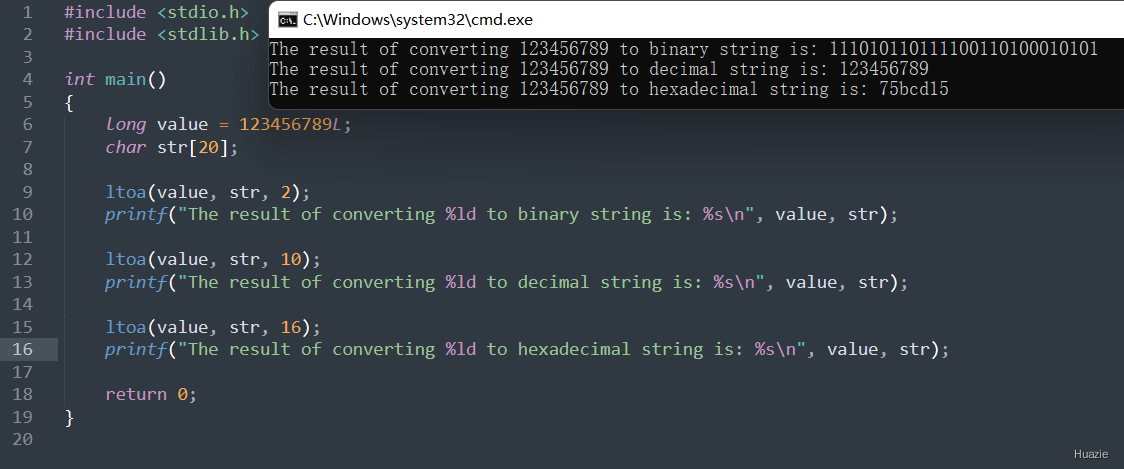 1 #include <stdio.h>
2 #include <stdlib.h>
3
4 int main()
5 {
6 long value = 123456789L;
7 char str[20];
8
9 ltoa(value, str, 2);
10 printf("The result of converting %ld to binary string is: %s\n", value, str);
11
12 ltoa(value, str, 10);
13 printf("The result of converting %ld to decimal string is: %s\n", value, str);
14
15 ltoa(value, str, 16);
16 printf("The result of converting %ld to hexadecimal string is: %s\n", value, str);
17
18 return 0;
19 }
20
C:\Windows\system32\cmd.exe
The result of converting 123456789 to binary string is: 111010110111100110100010101
The result of converting 123456789 to decimal string is: 123456789
The result of converting 123456789 to hexadecimal string is: 75bcd15
Huazie